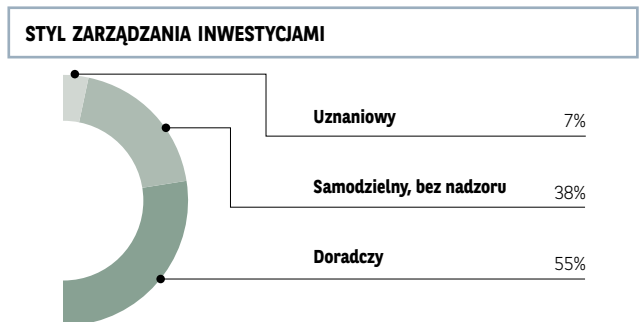 STYL ZARZĄDZANIA INWESTYCJAMI
Uznaniowy 7%
Samodzielny, bez nadzoru 38%
Doradczy 55%